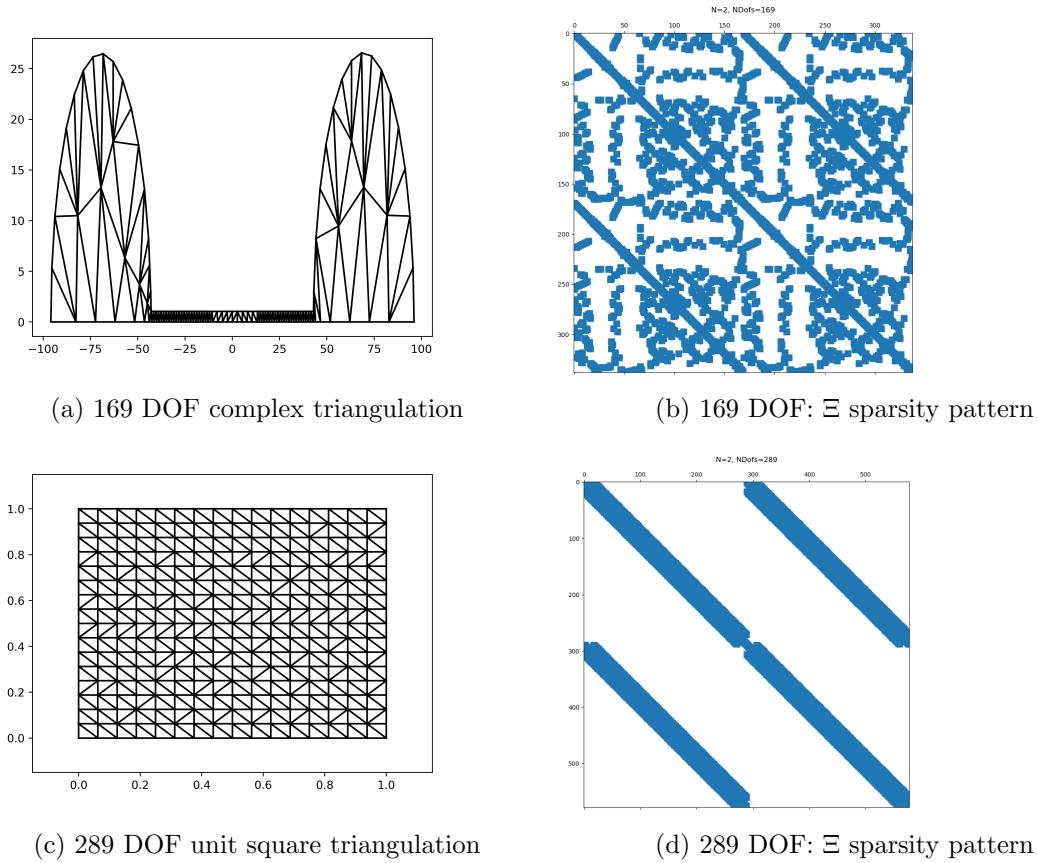 N=2, NDofs=169
0 50 100 150 200 250 300
0
50
100
150
200
250
300
25
20
15
10
5
0
−100 −75 −50 −25 0 25 50 75 100
(a) 169 DOF complex triangulation
(b) 169 DOF: Ξ sparsity pattern
1.0
0.8
0.6
0.4
0.2
0.0
0.0 0.2 0.4 0.6 0.8 1.0
N=2, NDofs=289
0 100 200 300 400 500
0
100
200
300
400
500
(c) 289 DOF unit square triangulation
(d) 289 DOF: Ξ sparsity pattern